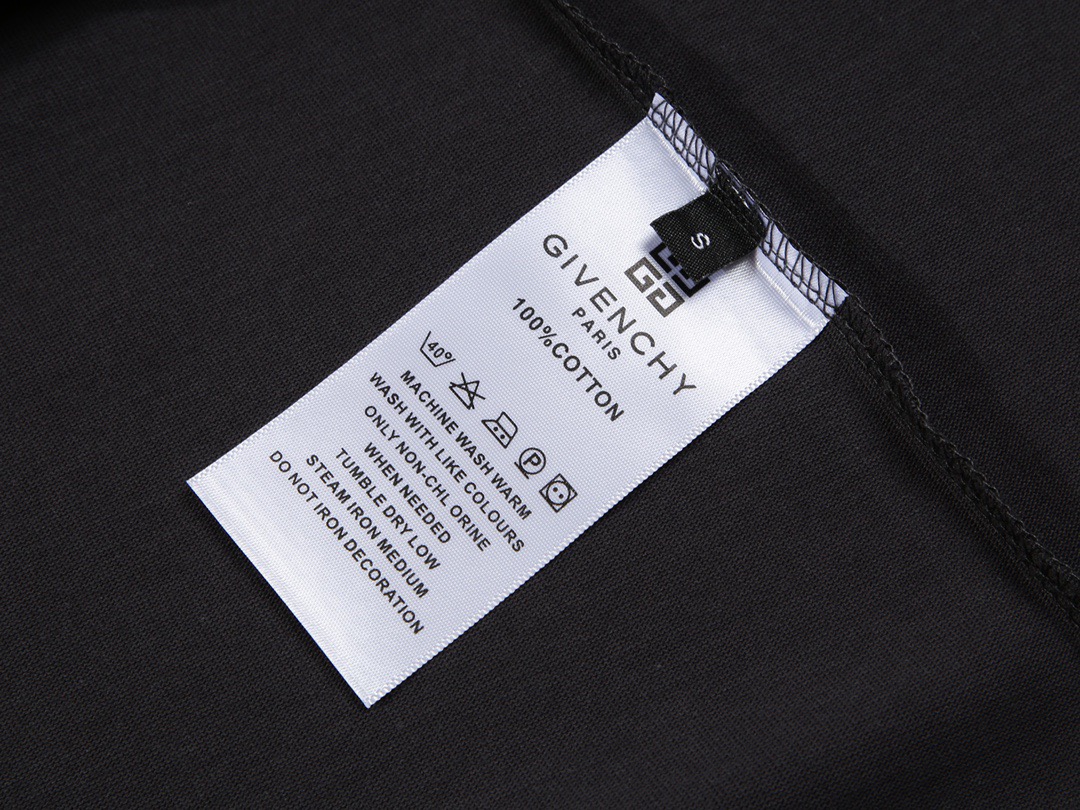 S
GIVENCHY
PARIS
100%COTTON
40°
P
MACHINE WASH WARM
WASH WITH LIKE COLOURS
ONLY NON-CHL ORINE
WHEN NEEDED
TUMBLE DRY LOW
STEAM IRON MEDIUM
DO NOT IRON DECORATION